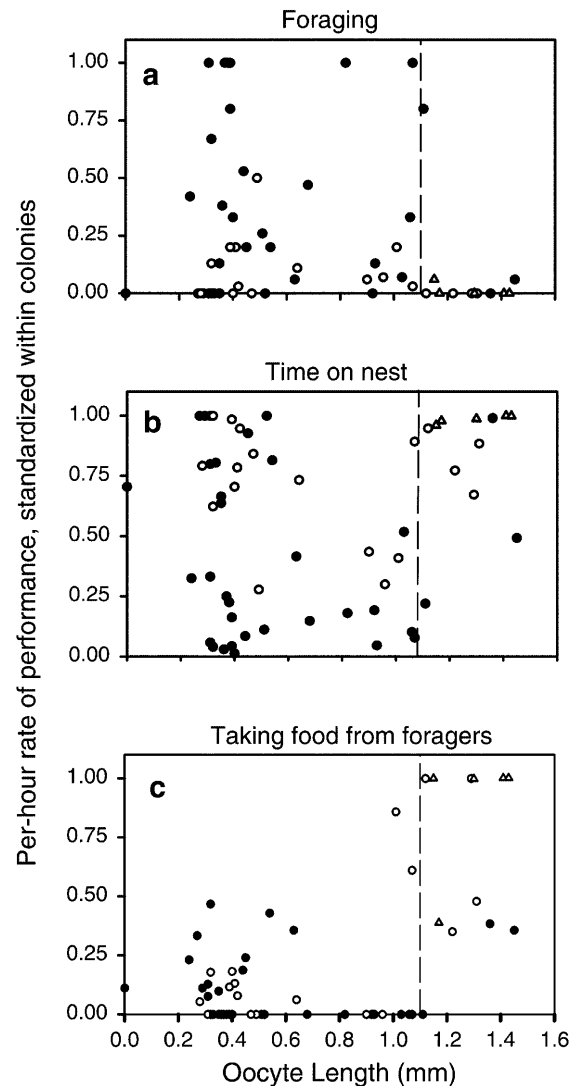 Foraging
a
1.00
0.75
0.50
0.25
0.00
Time on nest
b
1.00
0.75
0.50
0.25
0.00
Taking food from foragers
c
1.00
0.75
0.50
0.25
0.00
0.0 0.2 0.4 0.6 0.8 1.0 1.2 1.4 1.6
Oocyte Length (mm)
Per-hour rate of performance, standardized within colonies